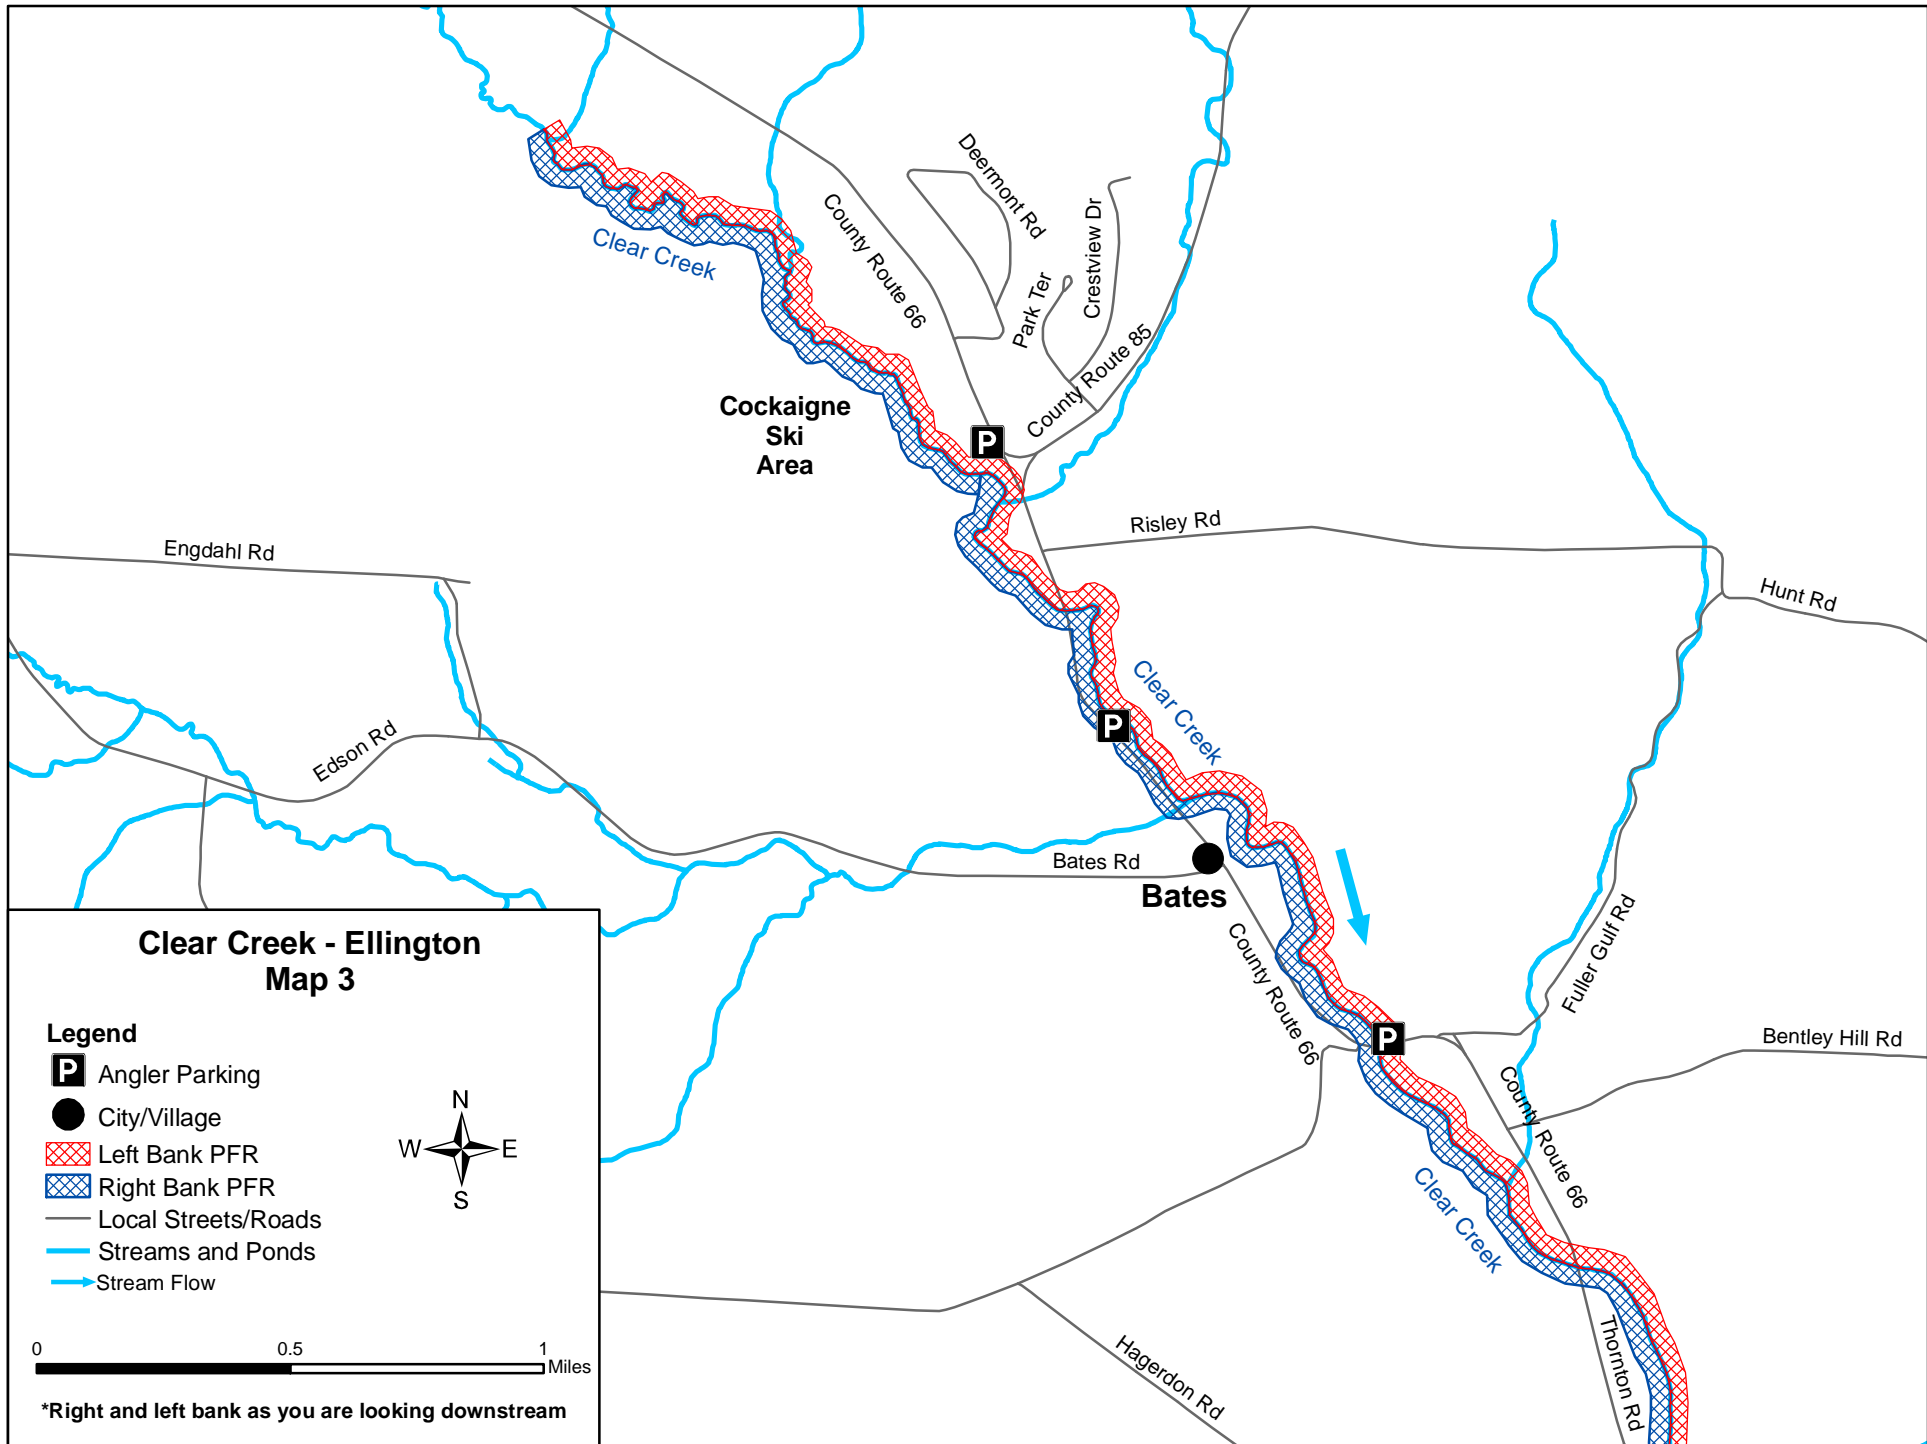 Deermont Rd
County Route 66
Crestview Dr
Clear Creek
Park Ter
County Route 85
Cockaigne
Ski
Area
P
Risley Rd
Engdahl Rd
Hunt Rd
Clear Creek
P
Edson Rd
Bates Rd
Bates
Fuller Gulf Rd
County Route 66
P
Bentley Hill Rd
County Route 66
Clear Creek
Thornton Rd
Hagerdon Rd
Clear Creek - Ellington
Map 3
Legend
P Angler Parking
City/Village
Left Bank PFR
Right Bank PFR
Local Streets/Roads
Streams and Ponds
Stream Flow
N
W E
S
0 0.5 1
Miles
*Right and left bank as you are looking downstream